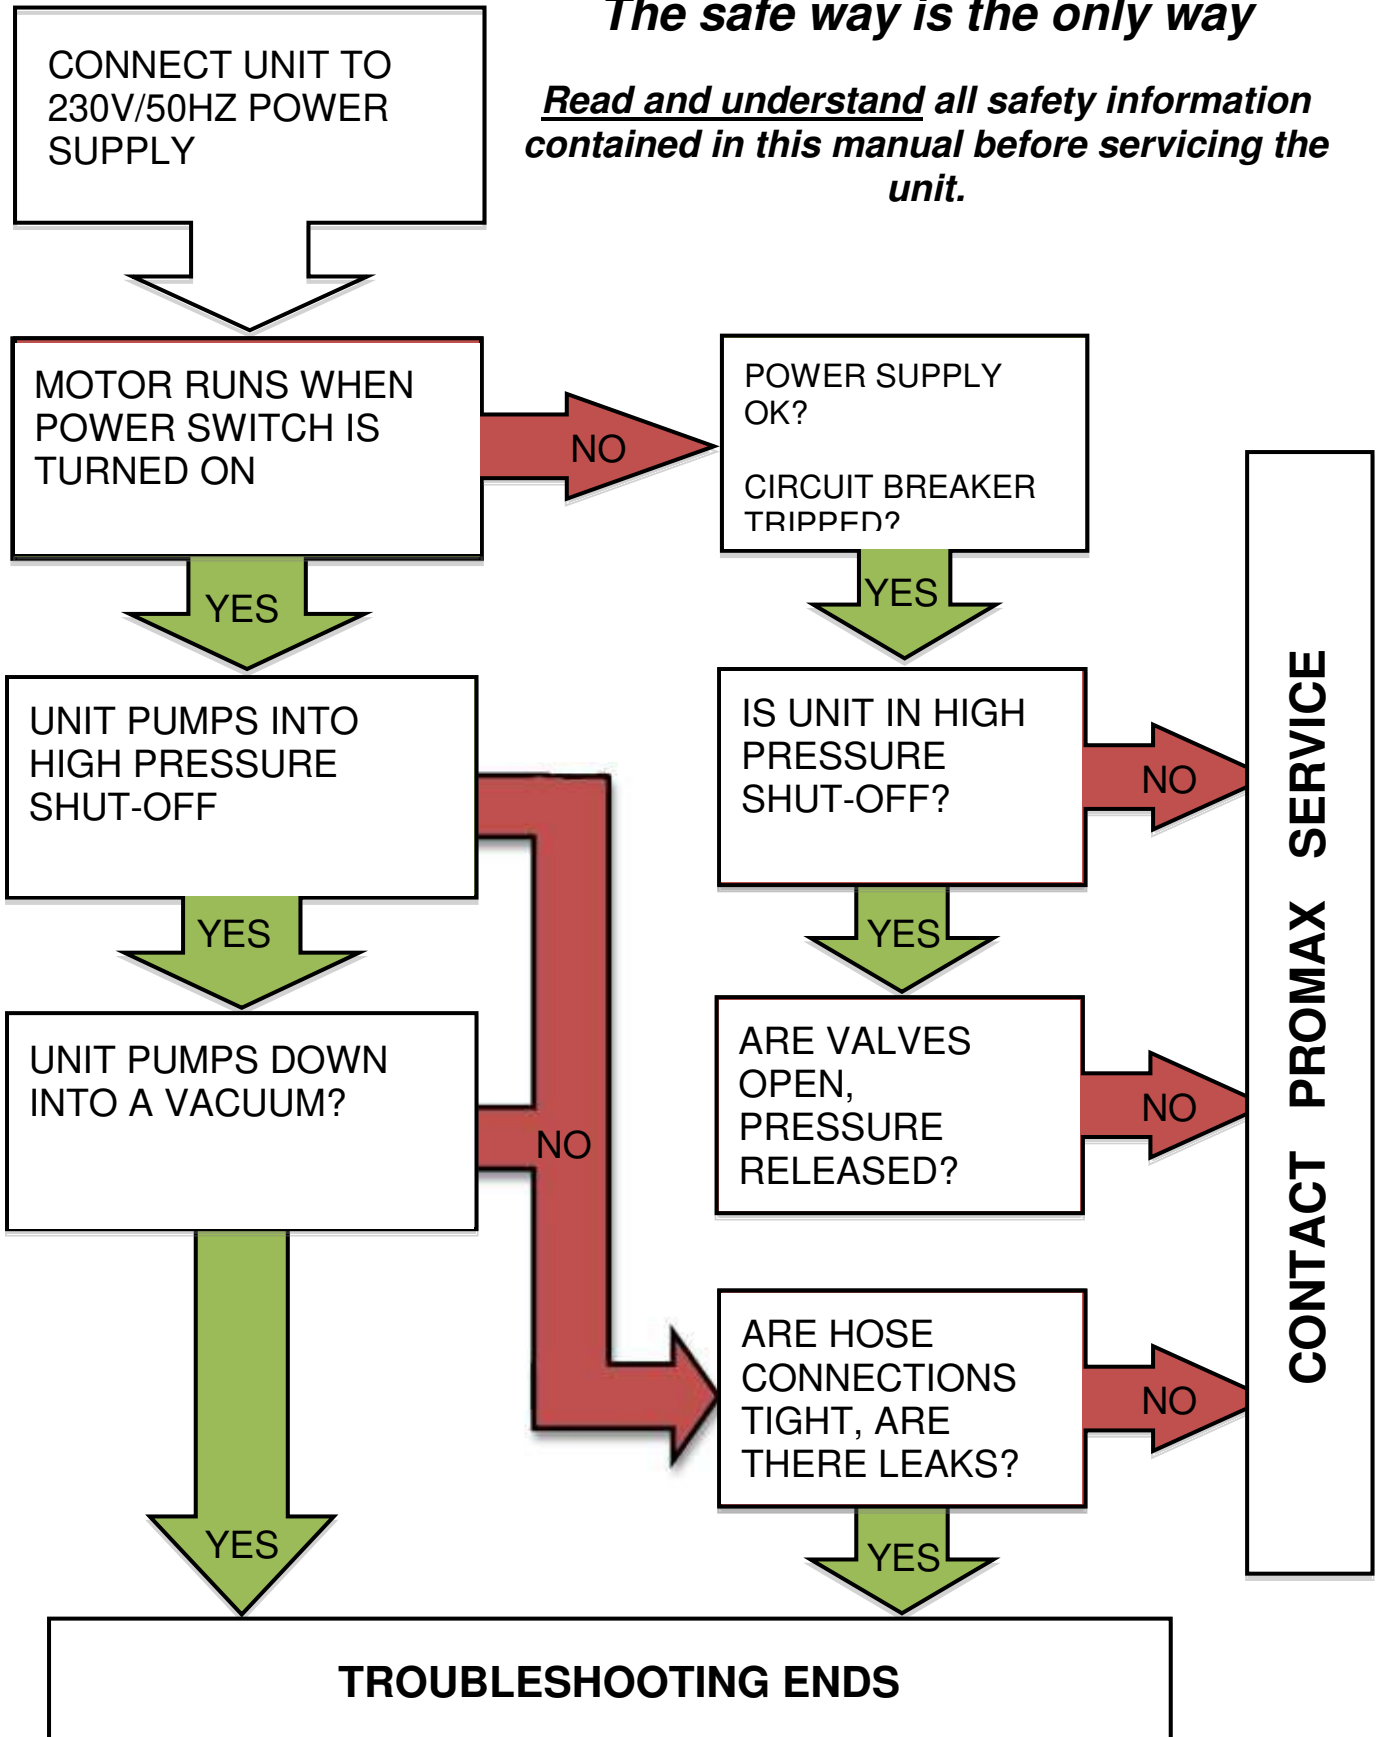 The safe way is the only way
Read and understand all safety information
contained in this manual before servicing the
unit.
CONNECT UNIT TO
230V/50HZ POWER
SUPPLY
MOTOR RUNS WHEN
POWER SWITCH IS
TURNED ON
NO
POWER SUPPLY
OK?
CIRCUIT BREAKER
TRIPPED?
YES
YES
UNIT PUMPS INTO
HIGH PRESSURE
SHUT-OFF
IS UNIT IN HIGH
PRESSURE
SHUT-OFF?
NO
YES
YES
UNIT PUMPS DOWN
INTO A VACUUM?
NO
ARE VALVES
OPEN,
PRESSURE
RELEASED?
NO
ARE HOSE
CONNECTIONS
TIGHT, ARE
THERE LEAKS?
NO
YES
YES
CONTACT PROMAX SERVICE
TROUBLESHOOTING ENDS